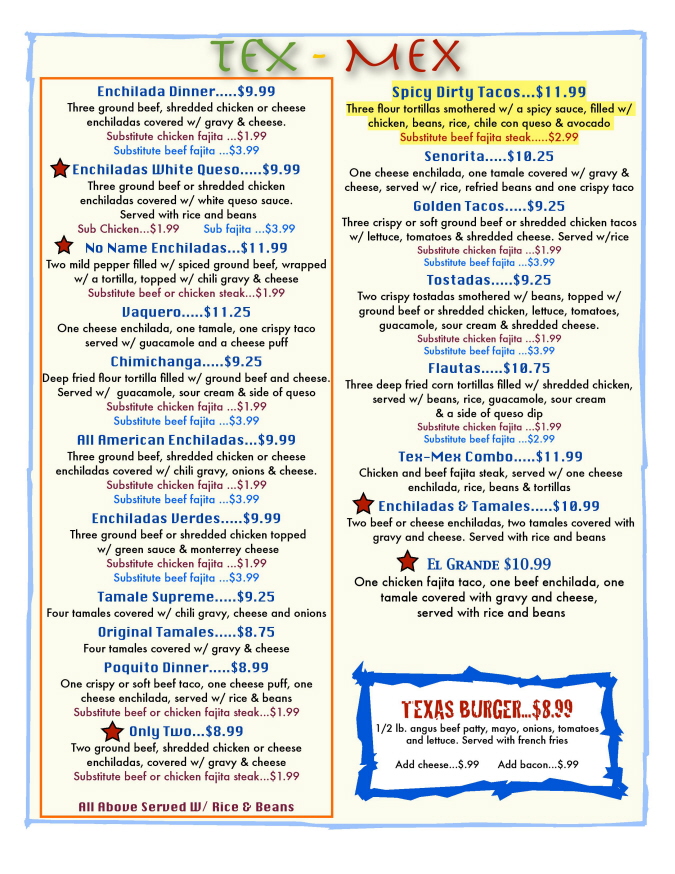 TEX - MEX
Enchilada Dinner.....$9.99
Three ground beef, shredded chicken or cheese
enchiladas covered w/ gravy & cheese.
Substitute chicken fajita ...$1.99
Substitute beef fajita ...$3.99
Enchiladas White Queso.....$9.99
Three ground beef or shredded chicken
enchiladas covered w/ white queso sauce.
Served with rice and beans
Sub Chicken...$1.99 Sub fajita ...$3.99
No Name Enchiladas...$11.99
Two mild pepper filled w/ spiced ground beef, wrapped
w/ a tortilla, topped w/ chili gravy & cheese
Substitute beef or chicken steak...$1.99
Vaquero.....$11.25
One cheese enchilada, one tamale, one crispy taco
served w/ guacamole and a cheese puff
Chimichanga.....$9.25
Deep fried flour tortilla filled w/ ground beef and cheese.
Served w/ guacamole, sour cream & side of queso
Substitute chicken fajita ...$1.99
Substitute beef fajita ...$3.99
All American Enchiladas...$9.99
Three ground beef, shredded chicken or cheese
enchiladas covered w/ chili gravy, onions & cheese.
Substitute chicken fajita ...$1.99
Substitute beef fajita ...$3.99
Enchiladas Verdes.....$9.99
Three ground beef or shredded chicken topped
w/ green sauce & monterrey cheese
Substitute chicken fajita ...$1.99
Substitute beef fajita ...$3.99
Tamale Supreme.....$9.25
Four tamales covered w/ chili gravy, cheese and onions
Original Tamales.....$8.75
Four tamales covered w/ gravy & cheese
Poquito Dinner.....$8.99
One crispy or soft beef taco, one cheese puff, one
cheese enchilada, served w/ rice & beans
Substitute beef or chicken fajita steak...$1.99
Only Two...$8.99
Two ground beef, shredded chicken or cheese
enchiladas, covered w/ gravy & cheese
Substitute beef or chicken fajita steak...$1.99
All Above Served W/ Rice & Beans
Spicy Dirty Tacos...$11.99
Three flour tortillas smothered w/ a spicy sauce, filled w/
chicken, beans, rice, chile con queso & avocado
Substitute beef fajita steak.....$2.99
Senorita.....$10.25
One cheese enchilada, one tamale covered w/ gravy &
cheese, served w/ rice, refried beans and one crispy taco
Golden Tacos.....$9.25
Three crispy or soft ground beef or shredded chicken tacos
w/ lettuce, tomatoes & shredded cheese. Served w/rice
Substitute chicken fajita ...$1.99
Substitute beef fajita ...$3.99
Tostadas.....$9.25
Two crispy tostadas smothered w/ beans, topped w/
ground beef or shredded chicken, lettuce, tomatoes,
guacamole, sour cream & shredded cheese.
Substitute chicken fajita ...$1.99
Substitute beef fajita ...$3.99
Flautas.....$10.75
Three deep fried corn tortillas filled w/ shredded chicken,
served w/ beans, rice, guacamole, sour cream
& a side of queso dip
Substitute chicken fajita ...$1.99
Substitute beef fajita ...$2.99
Tex-Mex Combo.....$11.99
Chicken and beef fajita steak, served w/ one cheese
enchilada, rice, beans & tortillas
Enchiladas & Tamales.....$10.99
Two beef or cheese enchiladas, two tamales covered with
gravy and cheese. Served with rice and beans
El Grande $10.99
One chicken fajita taco, one beef enchilada, one
tamale covered with gravy and cheese,
served with rice and beans
TEXAS BURGER...$8.99
1/2 lb. angus beef patty, mayo, onions, tomatoes
and lettuce. Served with french fries
Add cheese...$.99 Add bacon...$.99